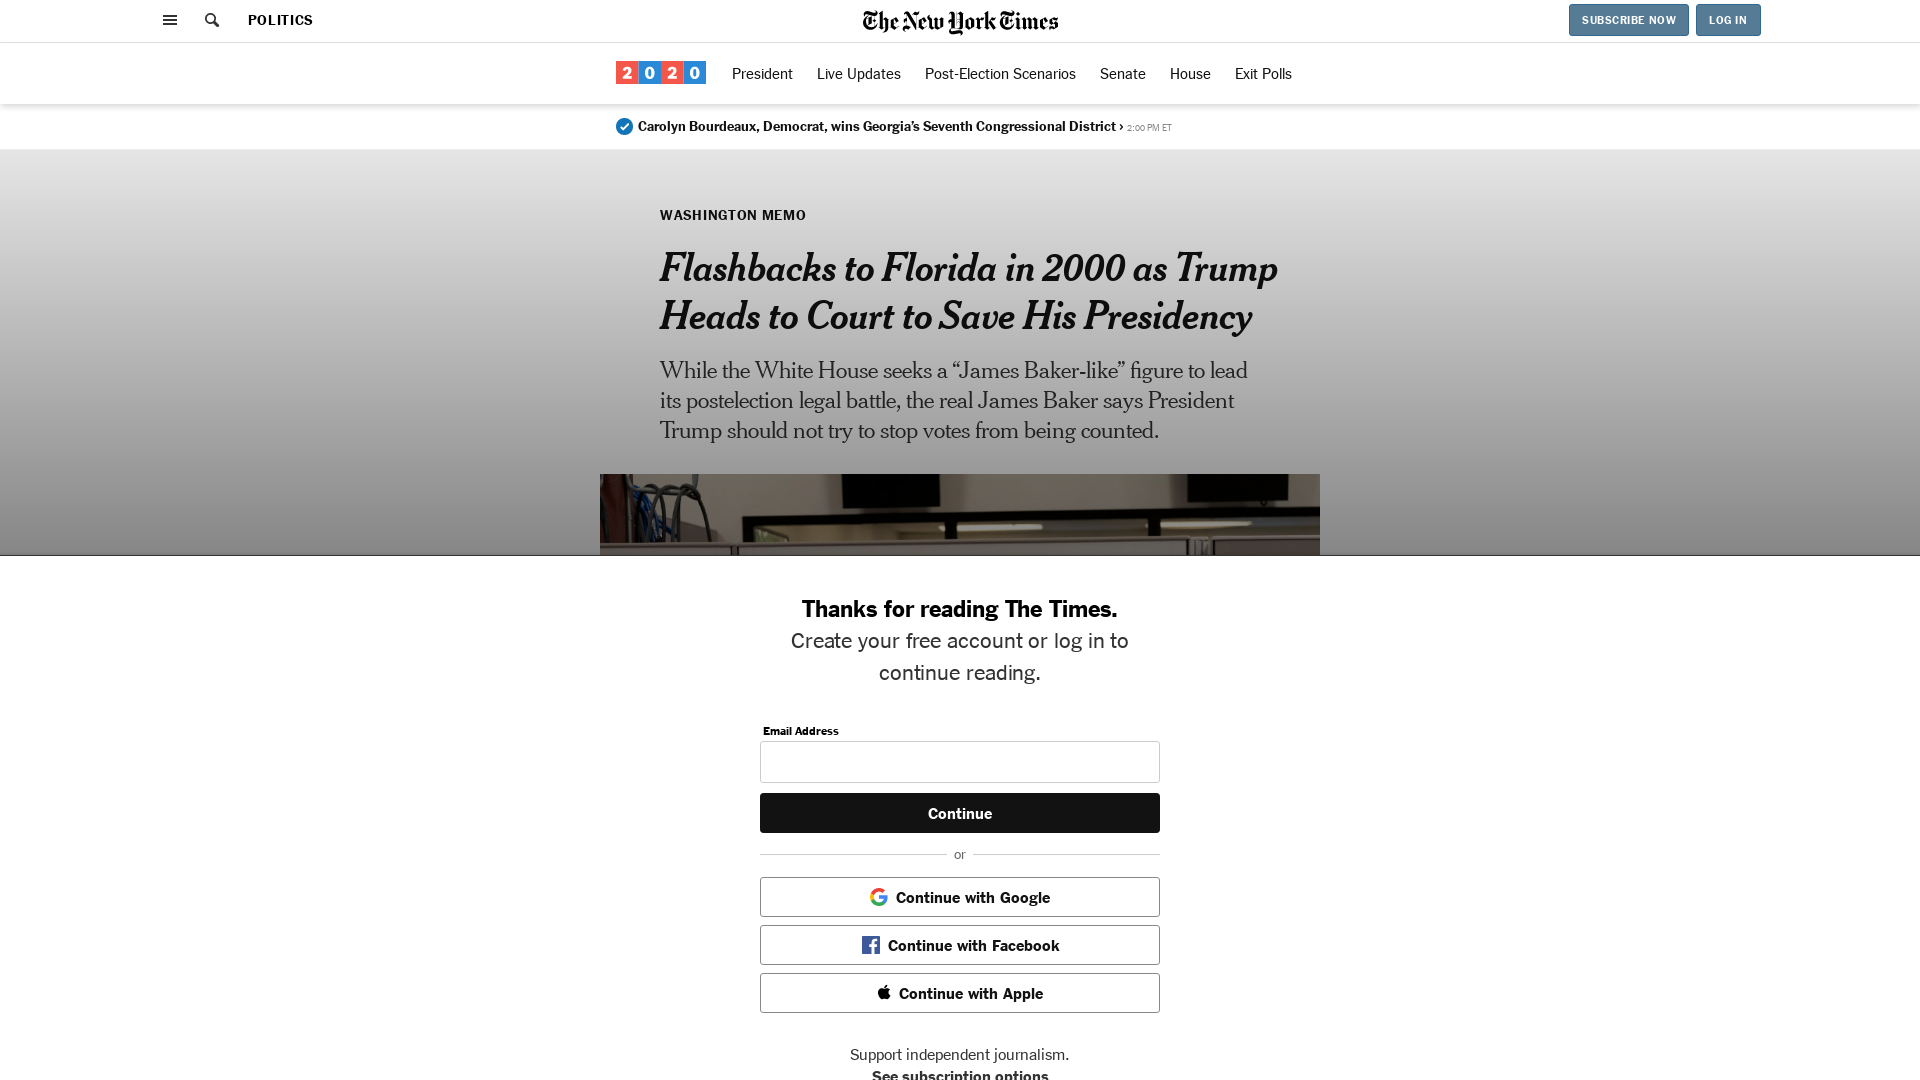 POLITICS
The New York Times
SUBSCRIBE NOW
LOG IN
2020
President
Live Updates
Post-Election Scenarios
Senate
House
Exit Polls
Carolyn Bourdeaux, Democrat, wins Georgia’s Seventh Congressional District › 2:00 PM ET
WASHINGTON MEMO
Flashbacks to Florida in 2000 as Trump
Heads to Court to Save His Presidency
While the White House seeks a “James Baker-like” figure to lead
its postelection legal battle, the real James Baker says President
Trump should not try to stop votes from being counted.
Thanks for reading The Times.
Create your free account or log in to
continue reading.
Email Address
Continue
or
Continue with Google
Continue with Facebook
Continue with Apple
Support independent journalism.
See subscription options